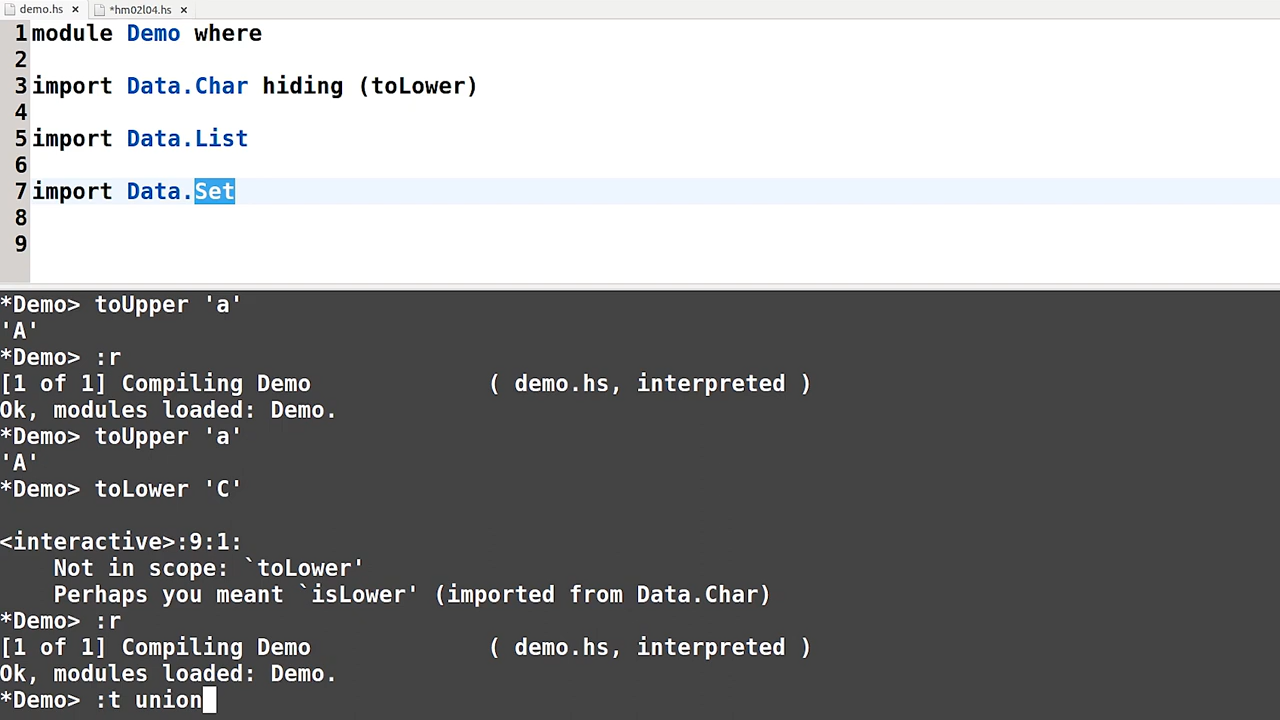 demo.hs × *hm02l04.hs ×
1 module Demo where
2
3 import Data.Char hiding (toLower)
4
5 import Data.List
6
7 import Data.Set
8
9
*Demo> toUpper 'a'
'A'
*Demo> :r
[1 of 1] Compiling Demo             ( demo.hs, interpreted )
Ok, modules loaded: Demo.
*Demo> toUpper 'a'
'A'
*Demo> toLower 'C'
<interactive>:9:1:
    Not in scope: `toLower'
    Perhaps you meant `isLower' (imported from Data.Char)
*Demo> :r
[1 of 1] Compiling Demo             ( demo.hs, interpreted )
Ok, modules loaded: Demo.
*Demo> :t union